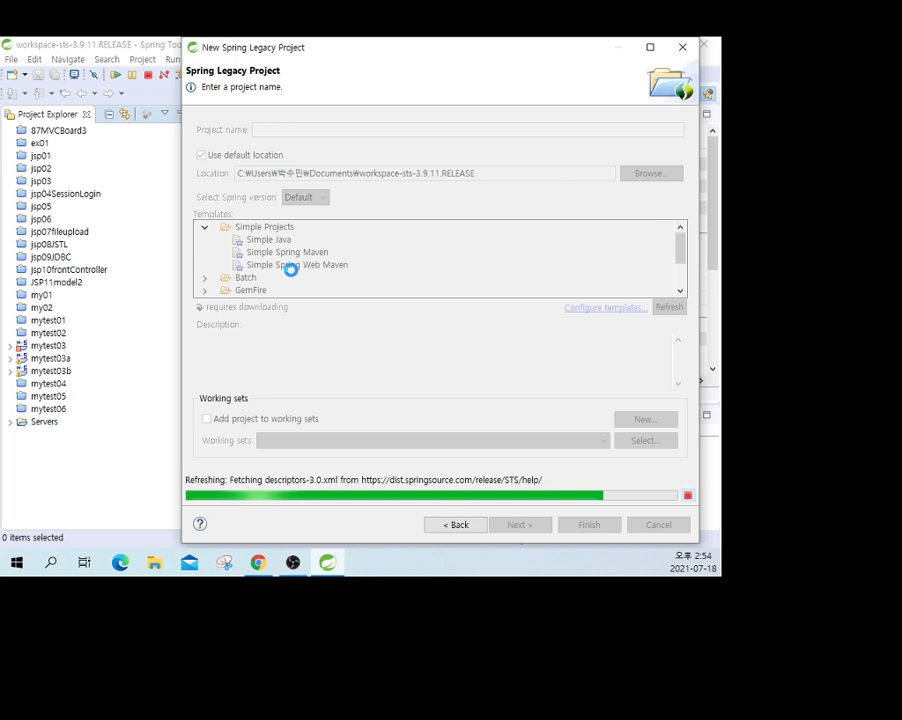 workspace-sts-3.9.11.RELEASE - Spring Too
File Edit Navigate Search Project Run
Project Explorer
87MVCBoard3
ex01
jsp01
jsp02
jsp03
jsp04SessionLogin
jsp05
jsp06
jsp07fileupload
jsp08JSTL
jsp09JDBC
jsp10frontController
JSP11model2
my01
my02
mytest01
mytest02
mytest03
mytest03a
mytest03b
mytest04
mytest05
mytest06
Servers
0 items selected
New Spring Legacy Project
Spring Legacy Project
Enter a project name.
Project name:
Use default location
Location: C:₩Users₩박수민₩Documents₩workspace-sts-3.9.11.RELEASE Browse...
Select Spring version: Default
Templates:
Simple Projects
Simple Java
Simple Spring Maven
Simple Spring Web Maven
Batch
GemFire
requires downloading Configure templates... Refresh
Description:
Working sets
Add project to working sets New...
Working sets: Select...
Refreshing: Fetching descriptors-3.0.xml from https://dist.springsource.com/release/STS/help/
? < Back Next > Finish Cancel
오후 2:54
2021-07-18